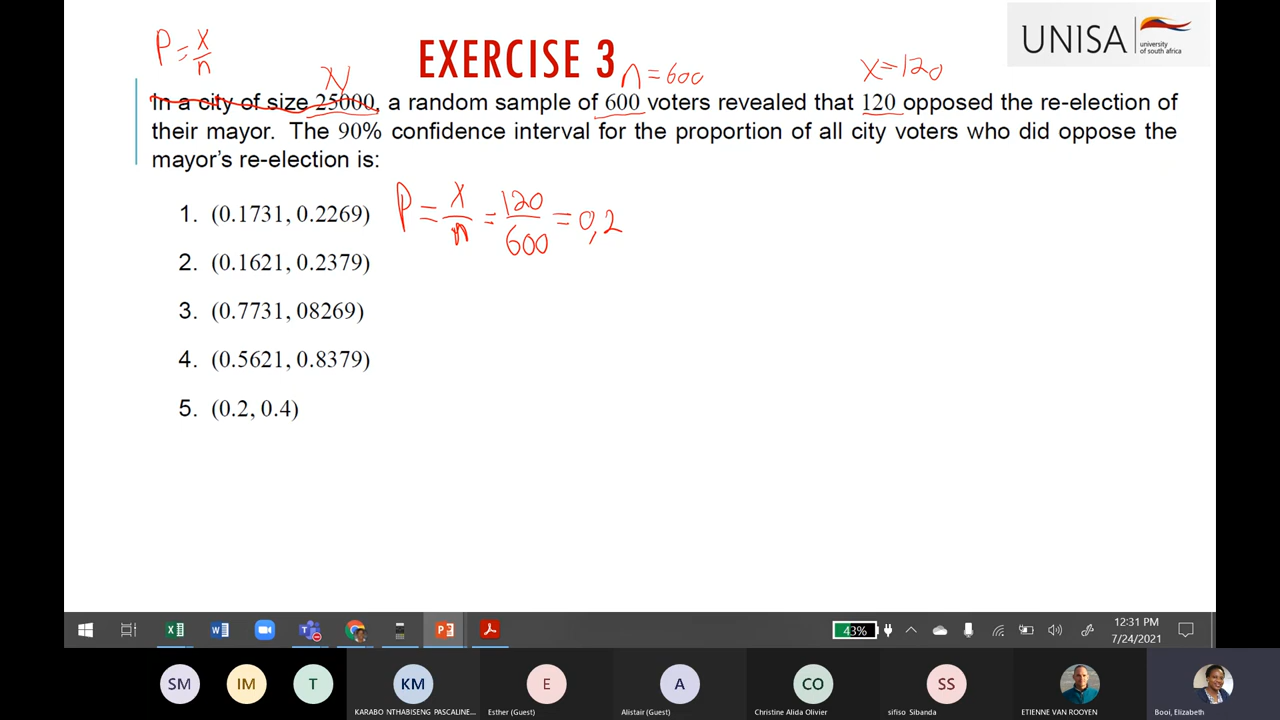 P = x/n
UNISA
university
of south africa
EXERCISE 3
N
n = 600
x = 120
In a city of size 25000, a random sample of 600 voters revealed that 120 opposed the re-election of
their mayor. The 90% confidence interval for the proportion of all city voters who did oppose the
mayor's re-election is:
1. (0.1731, 0.2269)
P = x/n = 120/600 = 0,2
2. (0.1621, 0.2379)
3. (0.7731, 08269)
4. (0.5621, 0.8379)
5. (0.2, 0.4)
43%
12:31 PM
7/24/2021
SM
IM
T
KM
KARABO NTHABISENG PASCALINE...
E
Esther (Guest)
A
Alistair (Guest)
CO
Christine Alida Olivier
SS
sifiso Sibanda
ETIENNE VAN ROOYEN
Booi, Elizabeth